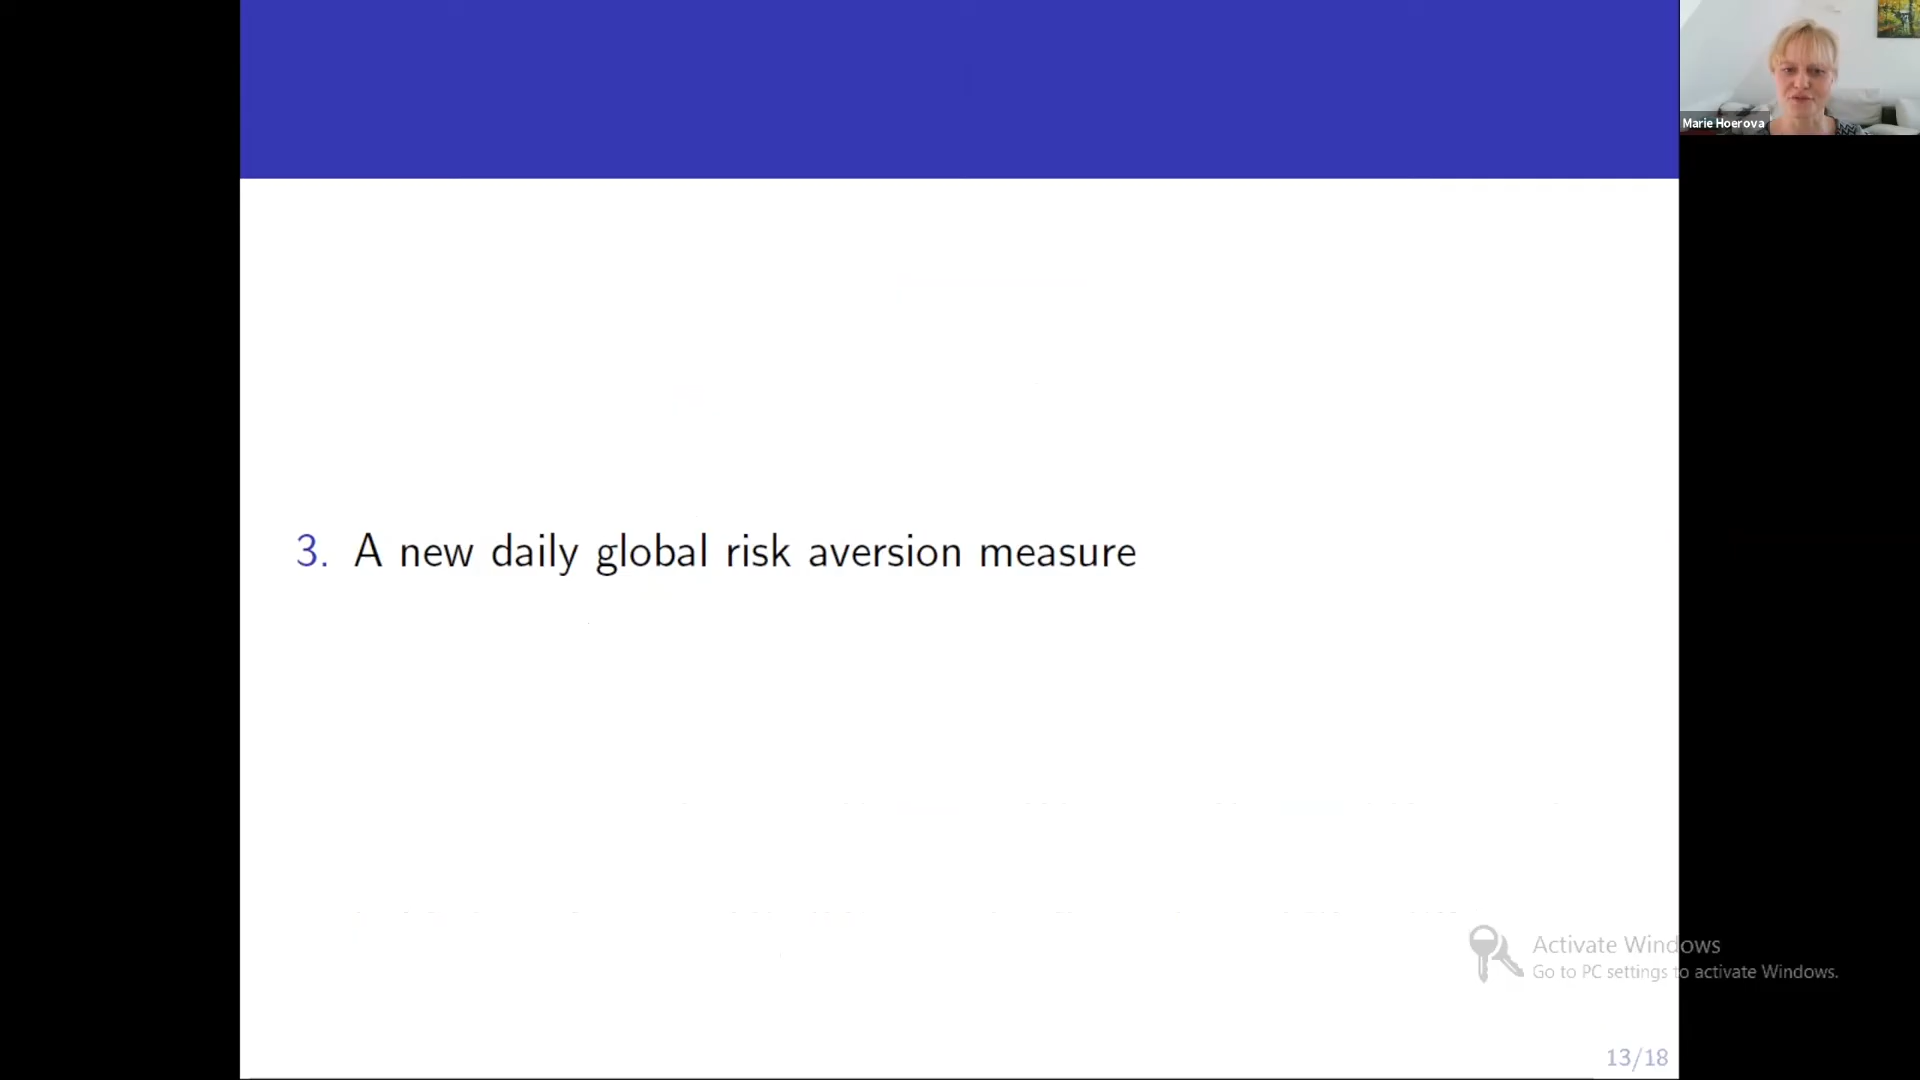 Marie Hoerova
3. A new daily global risk aversion measure
Activate Windows
Go to PC settings to activate Windows.
13/18